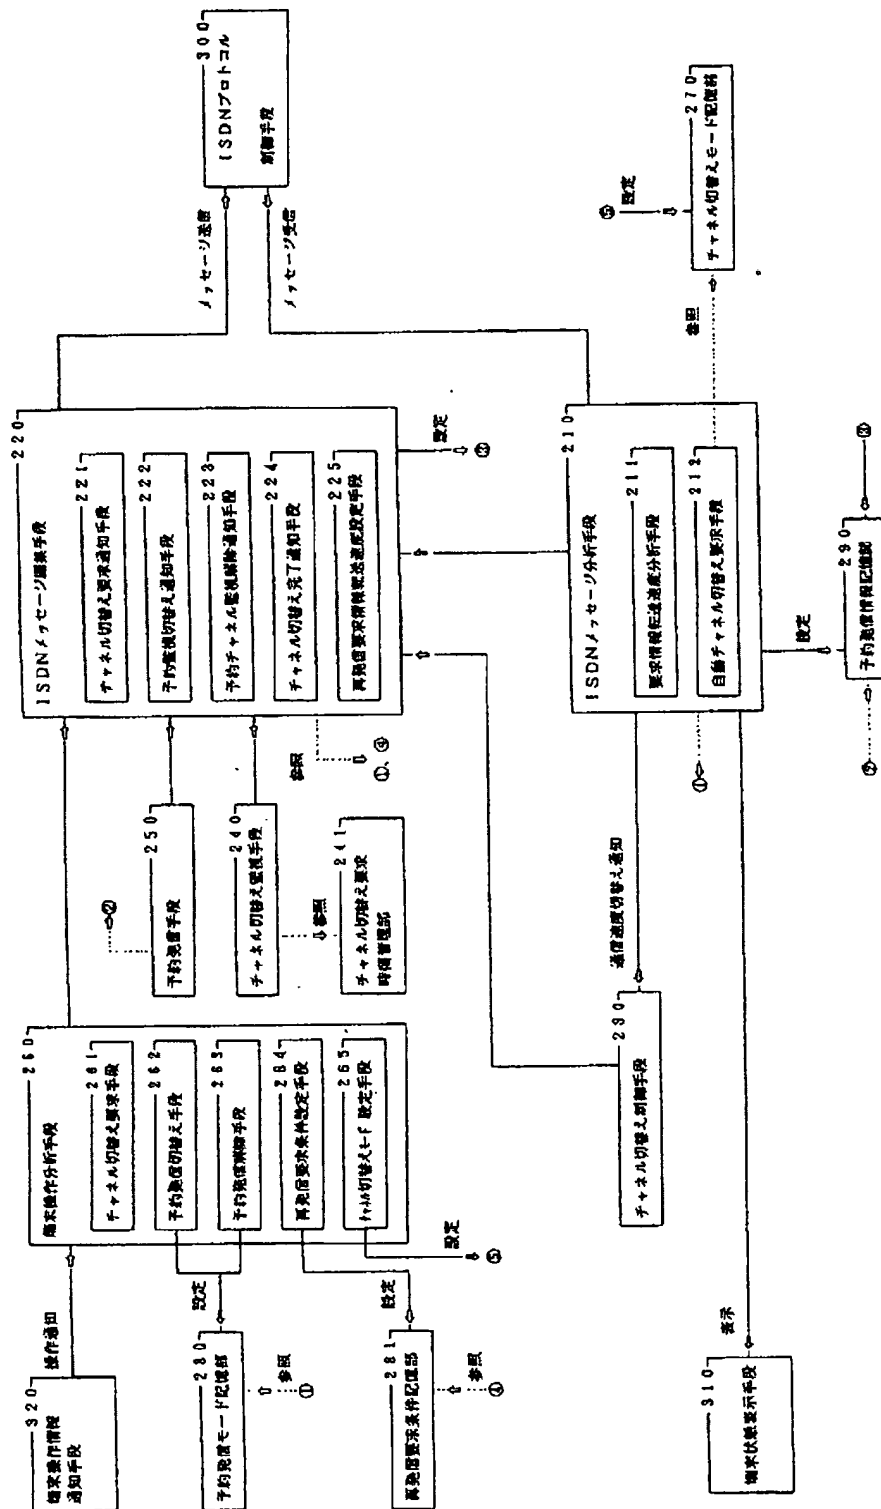 320
端末操作情報
通知手段
操作通知
260
端末操作分析手段
261
チャネル切替え要求手段
262
予約発信切替え手段
263
予約発信解除手段
264
再発信要求条件設定手段
265
チャネル切替えモード設定手段
設定
⑤
設定
280
予約発信モード記憶部
参照
①
設定
281
再発信要求条件記憶部
参照
④
250
予約発信手段
②
240
チャネル切替え監視手段
参照
241
チャネル切替え要求
時間管理部
220
ISDNメッセージ編集手段
221
チャネル切替え要求通知手段
222
予約監視切替え通知手段
223
予約チャネル監視解除通知手段
224
チャネル切替え完了通知手段
225
再発信要求情報転送速度設定手段
参照
①、④
設定
③
メッセージ送信
メッセージ受信
300
ISDNプロトコル
制御手段
210
ISDNメッセージ分析手段
211
要求情報転送速度分析手段
212
自動チャネル切替え要求手段
①
参照
⑤
設定
270
チャネル切替えモード記憶部
設定
290
予約発信情報記憶部
②
③
通信速度切替え通知
230
チャネル切替え制御手段
表示
310
端末状態表示手段